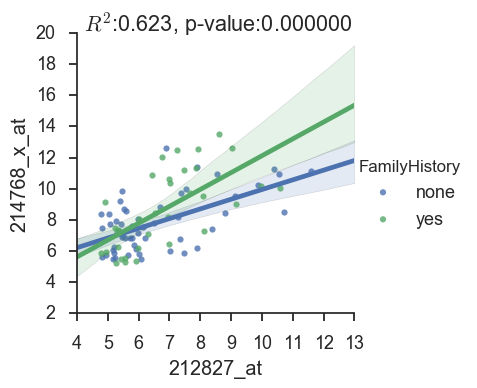 R²:0.623, p-value:0.000000
20
18
16
14
12
10
8
6
4
2
214768_x_at
4 5 6 7 8 9 10 11 12 13
212827_at
FamilyHistory
none
yes